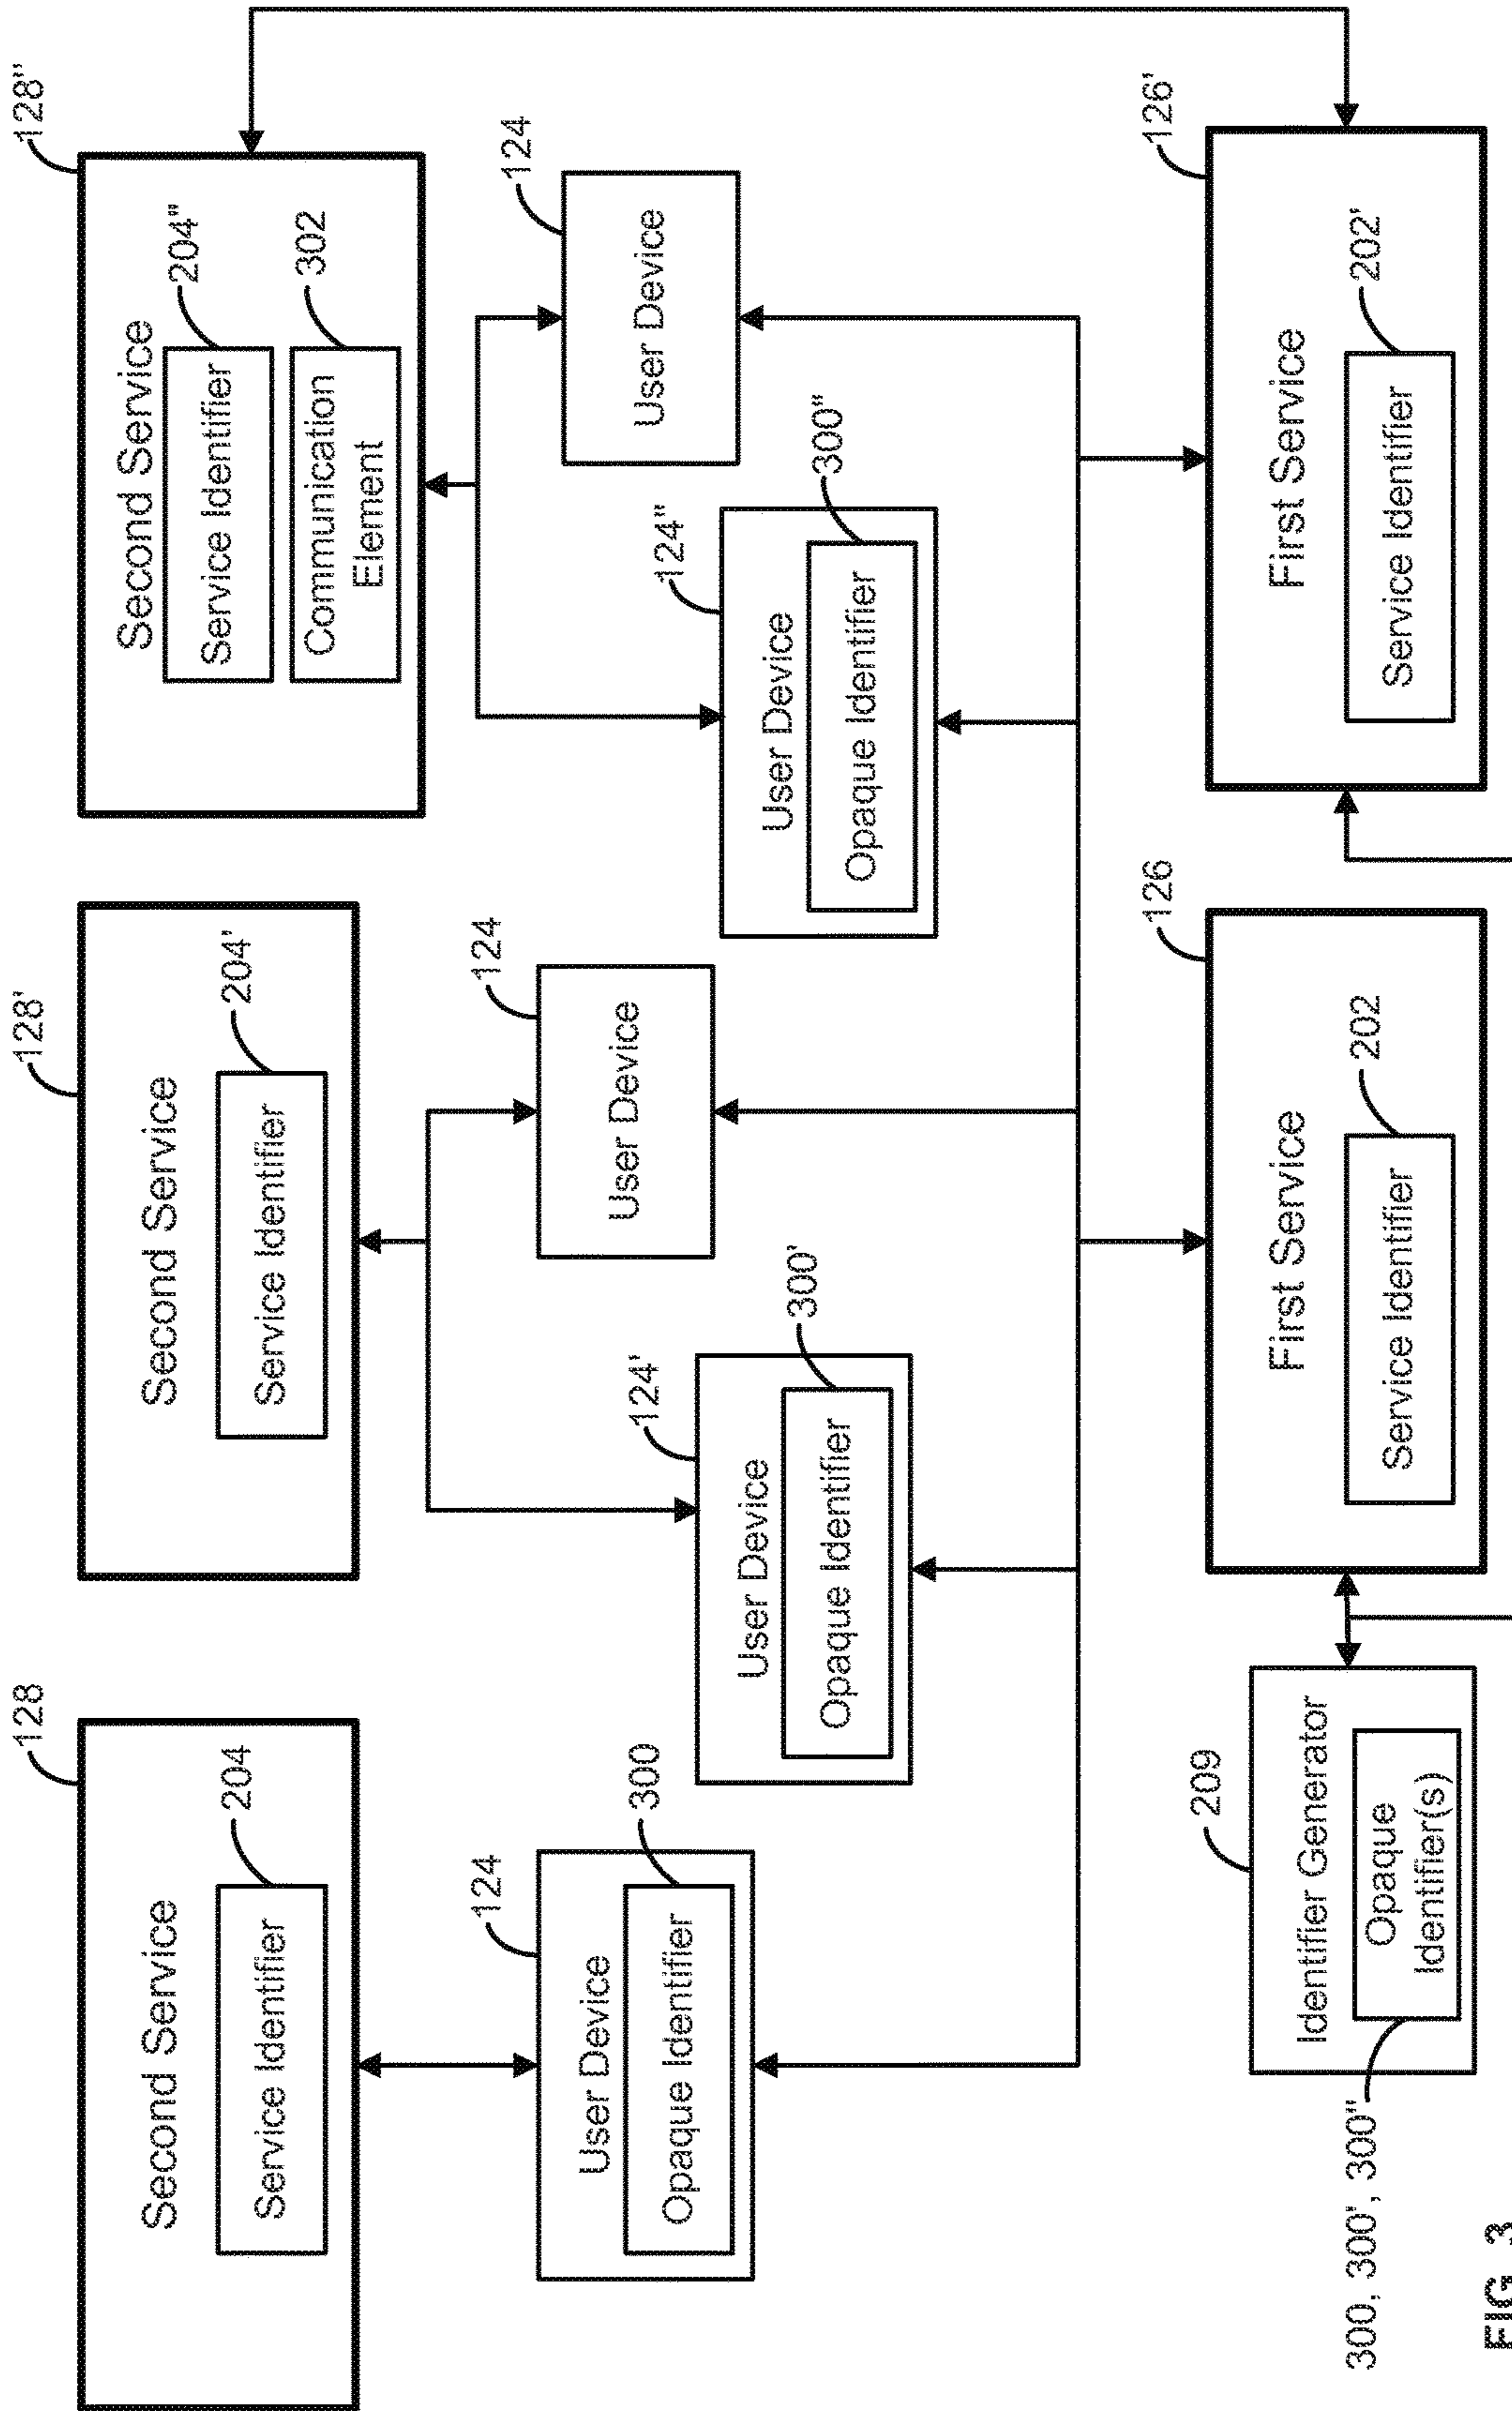 128
Second Service
204
Service Identifier
128'
Second Service
204'
Service Identifier
128"
Second Service
204"
Service Identifier
302
Communication
Element
124
User Device
300
Opaque Identifier
124'
User Device
300'
Opaque Identifier
124
User Device
124"
User Device
300"
Opaque Identifier
124
User Device
209
Identifier Generator
Opaque
Identifier(s)
300, 300', 300"
126
First Service
202
Service Identifier
126'
First Service
202'
Service Identifier
FIG. 3